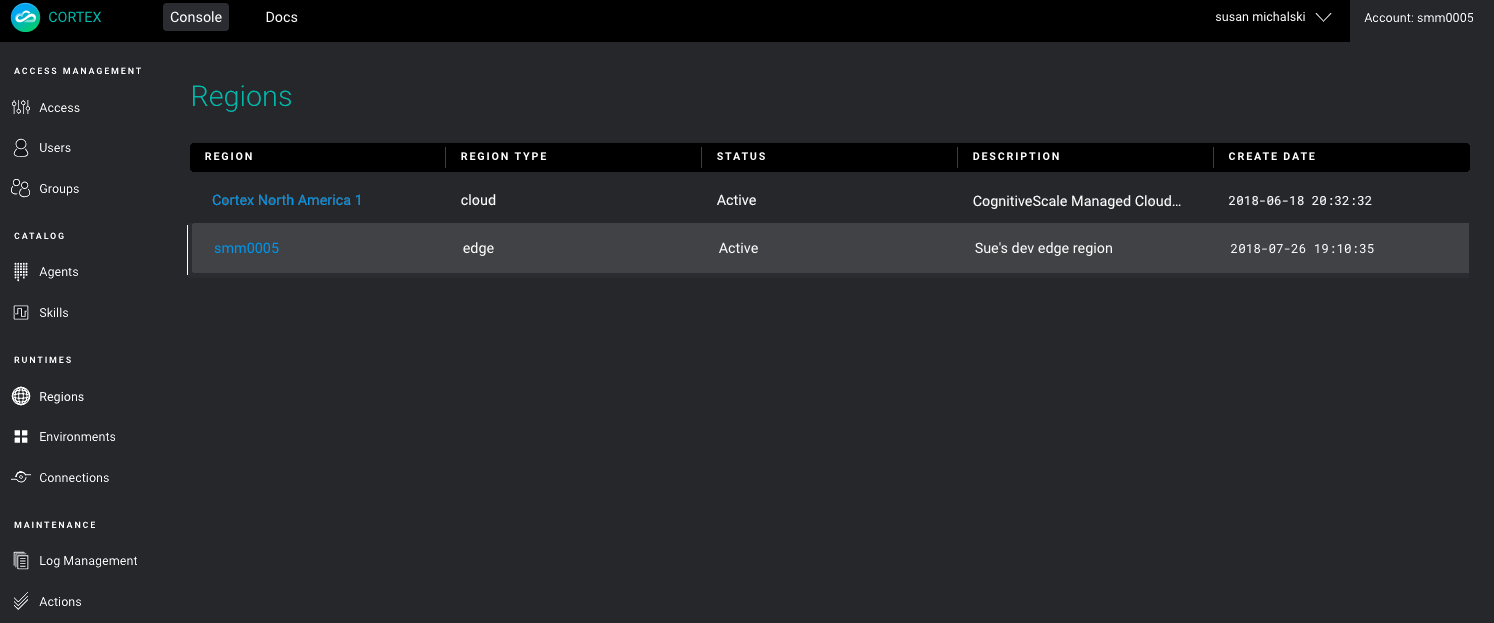 CORTEX Console Docs susan michalski Account: smm0005
ACCESS MANAGEMENT
Access
Users
Groups
CATALOG
Agents
Skills
RUNTIMES
Regions
Environments
Connections
MAINTENANCE
Log Management
Actions
Regions
REGION REGION TYPE STATUS DESCRIPTION CREATE DATE
Cortex North America 1 cloud Active CognitiveScale Managed Cloud... 2018-06-18 20:32:32
smm0005 edge Active Sue's dev edge region 2018-07-26 19:10:35